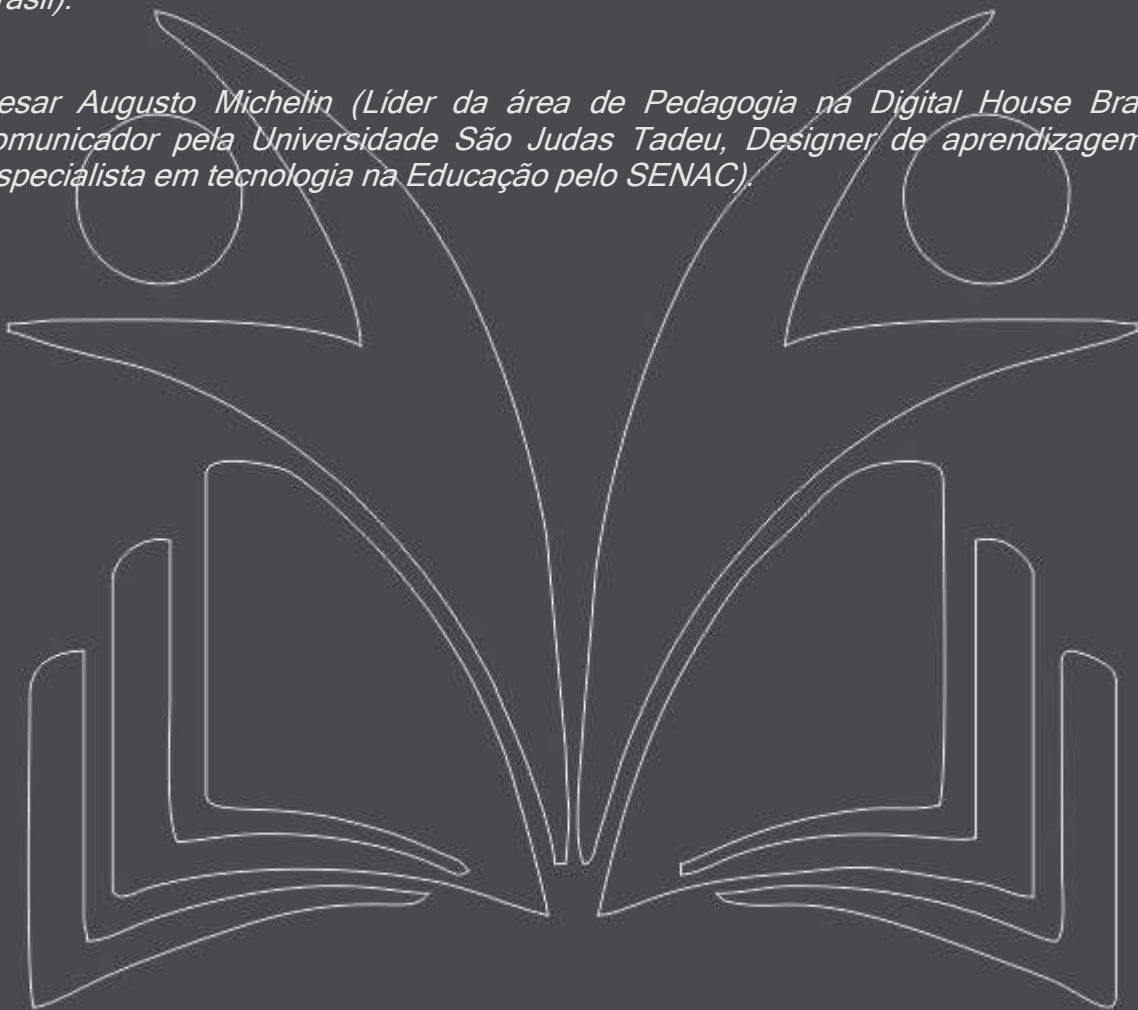 rasil).
esar Augusto Michelin (Líder da área de Pedagogia na Digital House Bra
omunicador pela Universidade São Judas Tadeu, Designer de aprendizagem
specialista em tecnologia na Educação pelo SENAC).